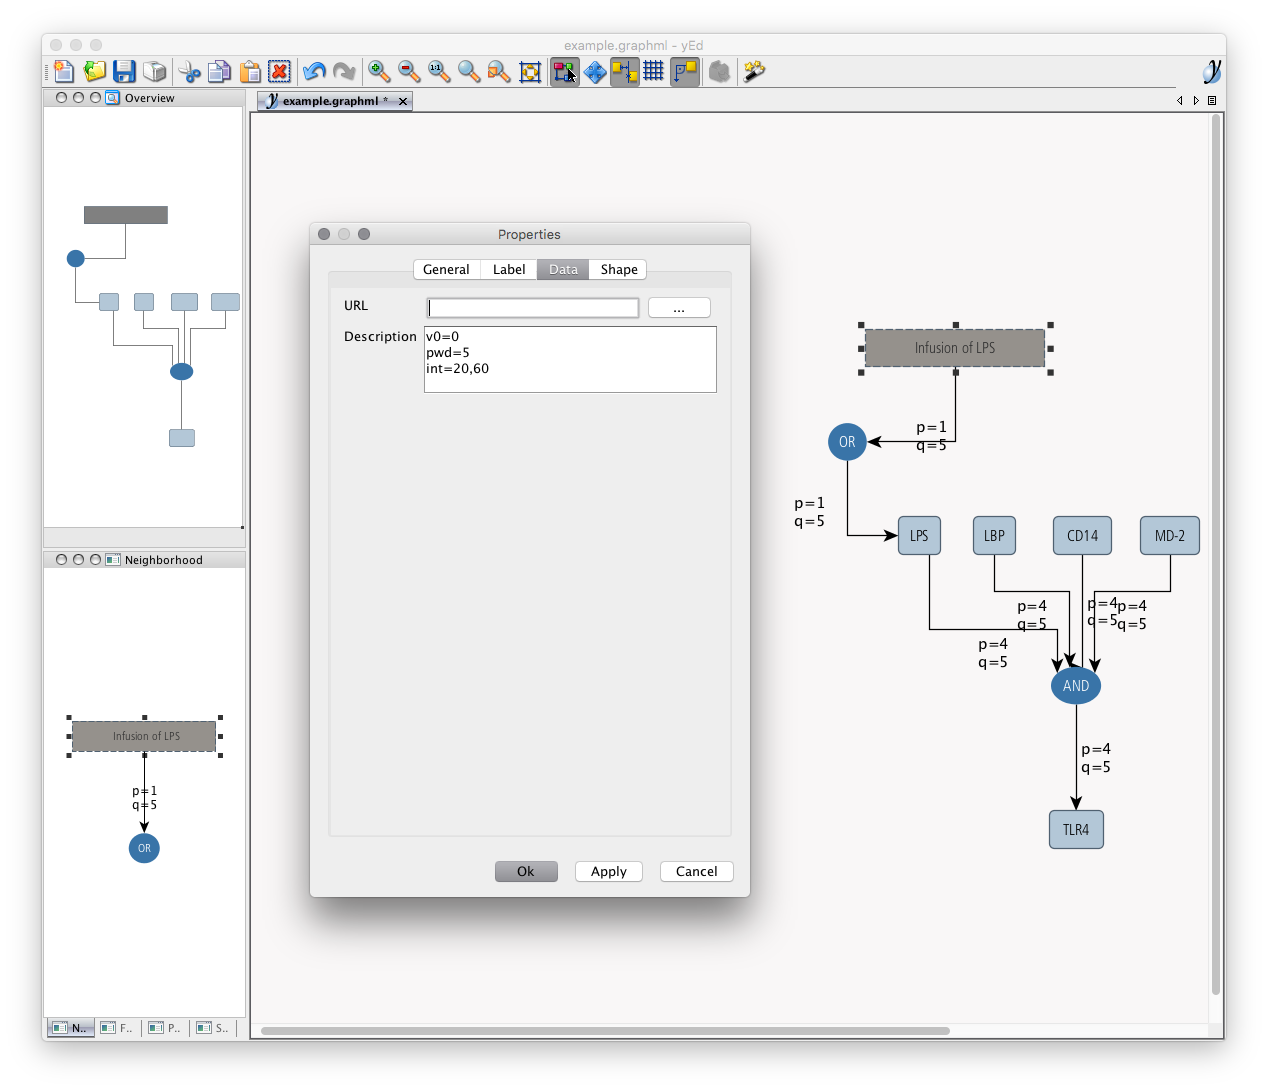 example.graphml - yEd
1:1
Overview
example.graphml *
Properties
General Label Data Shape
URL
...
Description
v0=0
pwd=5
int=20,60
Ok Apply Cancel
Infusion of LPS
p=1
q=5
OR
p=1
q=5
LPS LBP CD14 MD-2
p=4
q=5
p=4
q=5
p=4
q=5
p=4
q=5
AND
p=4
q=5
TLR4
Neighborhood
Infusion of LPS
p=1
q=5
OR
N.. F.. P.. S..